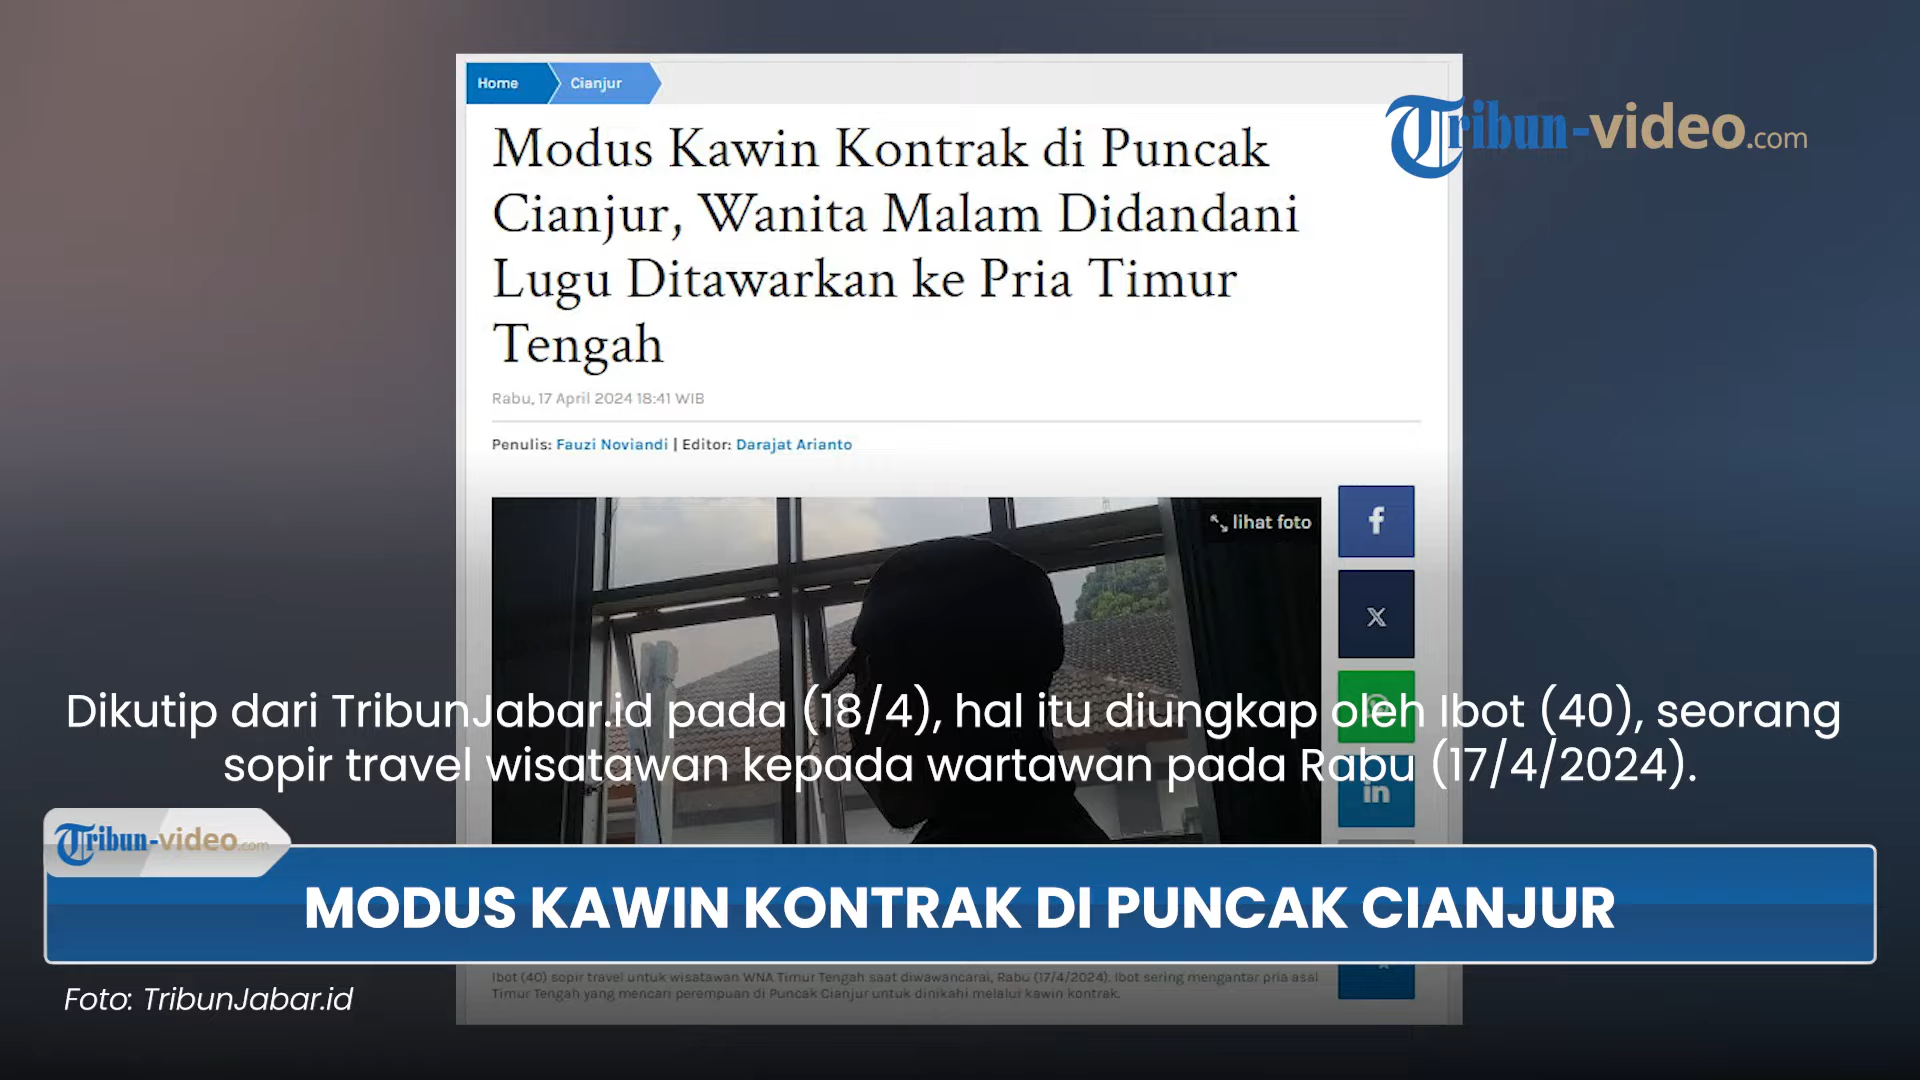 Home
Cianjur
Tribun-video.com
Modus Kawin Kontrak di Puncak
Cianjur, Wanita Malam Didandani
Lugu Ditawarkan ke Pria Timur
Tengah
Rabu, 17 April 2024 18:41 WIB
Penulis: Fauzi Noviandi | Editor: Darajat Arianto
lihat foto
Dikutip dari TribunJabar.id pada (18/4), hal itu diungkap oleh Ibot (40), seorang
sopir travel wisatawan kepada wartawan pada Rabu (17/4/2024).
Tribun-video.com
MODUS KAWIN KONTRAK DI PUNCAK CIANJUR
Ibot (40) sopir travel untuk wisatawan WNA Timur Tengah saat diwawancarai, Rabu (17/4/2024). Ibot sering mengantar pria asal
Timur Tengah yang mencari perempuan di Puncak Cianjur untuk dinikahi melalui kawin kontrak.
Foto: TribunJabar.id